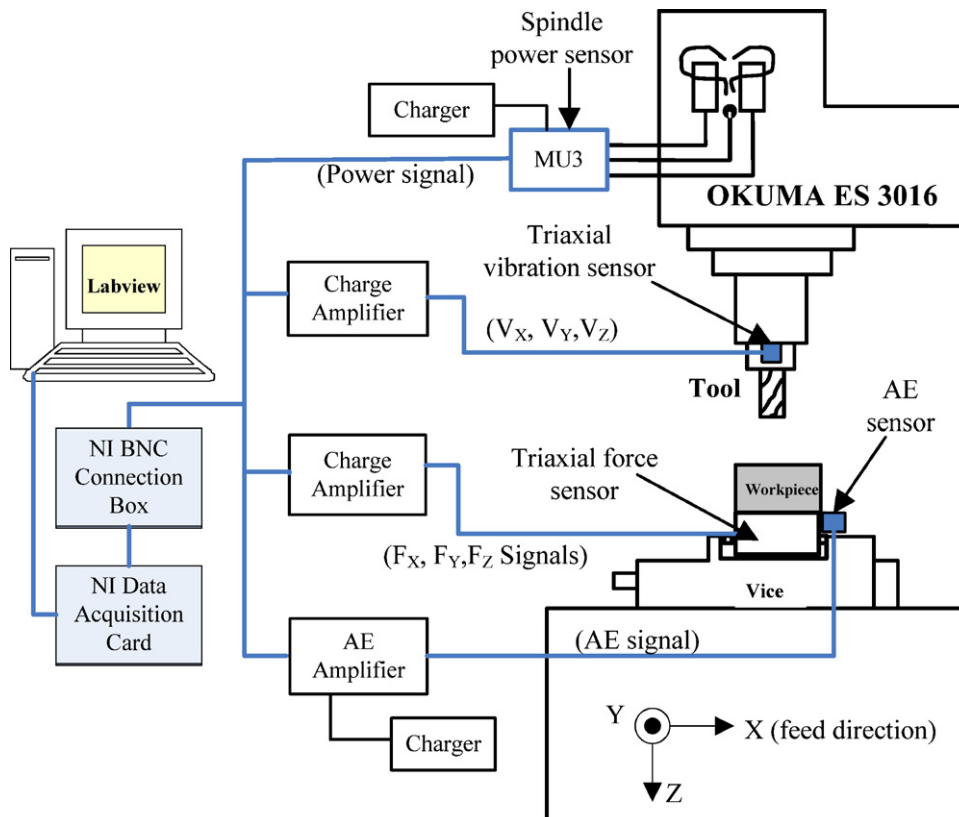 Spindle
power sensor
Charger
MU3
(Power signal)
OKUMA ES 3016
Triaxial
vibration sensor
Labview
Charge
Amplifier
(VX, VY,VZ)
Tool
AE
sensor
NI BNC
Connection
Box
Charge
Amplifier
Triaxial force
sensor
Workpiece
(FX, FY,FZ Signals)
NI Data
Acquisition
Card
Vice
AE
Amplifier
(AE signal)
Charger
Y
X (feed direction)
Z